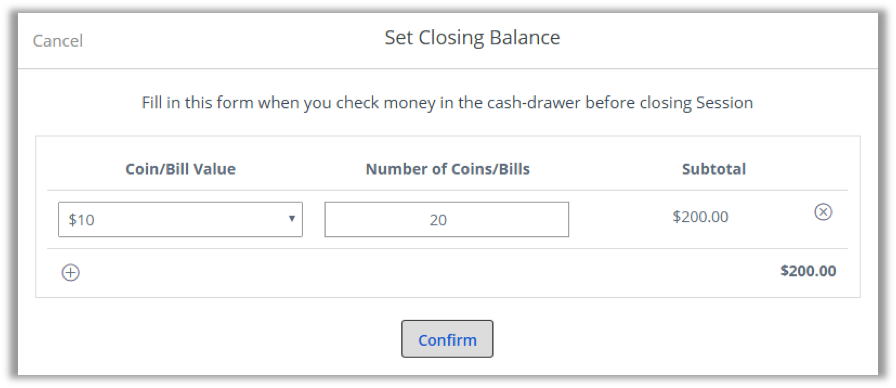 Cancel
Set Closing Balance
Fill in this form when you check money in the cash-drawer before closing Session
Coin/Bill Value Number of Coins/Bills Subtotal
$10 20 $200.00
$200.00
Confirm